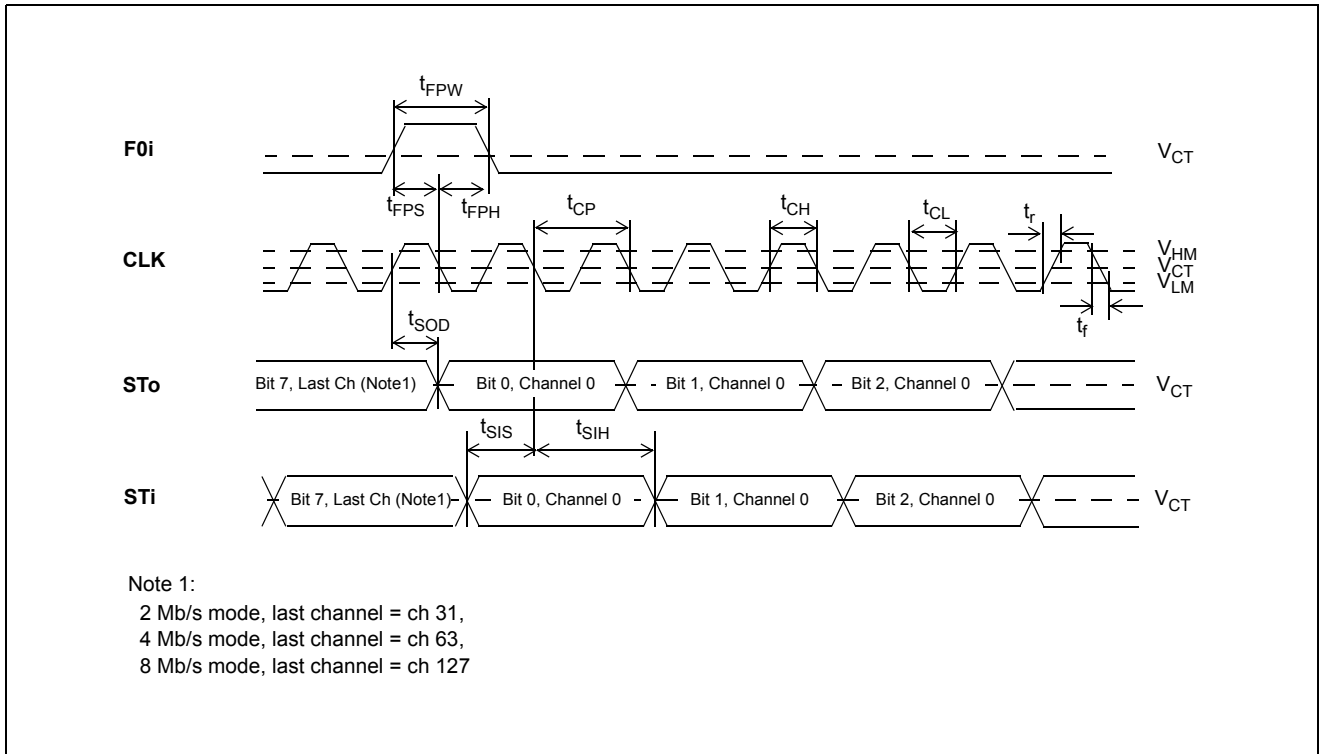 tFPW
F0i
VCT
tFPS
tFPH
tCP
tCH
tCL
tr
CLK
VHM
VCT
VLM
tSOD
tf
STo
Bit 7, Last Ch (Note1)
Bit 0, Channel 0
Bit 1, Channel 0
Bit 2, Channel 0
VCT
tSIS
tSIH
STi
Bit 7, Last Ch (Note1)
Bit 0, Channel 0
Bit 1, Channel 0
Bit 2, Channel 0
VCT
Note 1:
2 Mb/s mode, last channel = ch 31,
4 Mb/s mode, last channel = ch 63,
8 Mb/s mode, last channel = ch 127